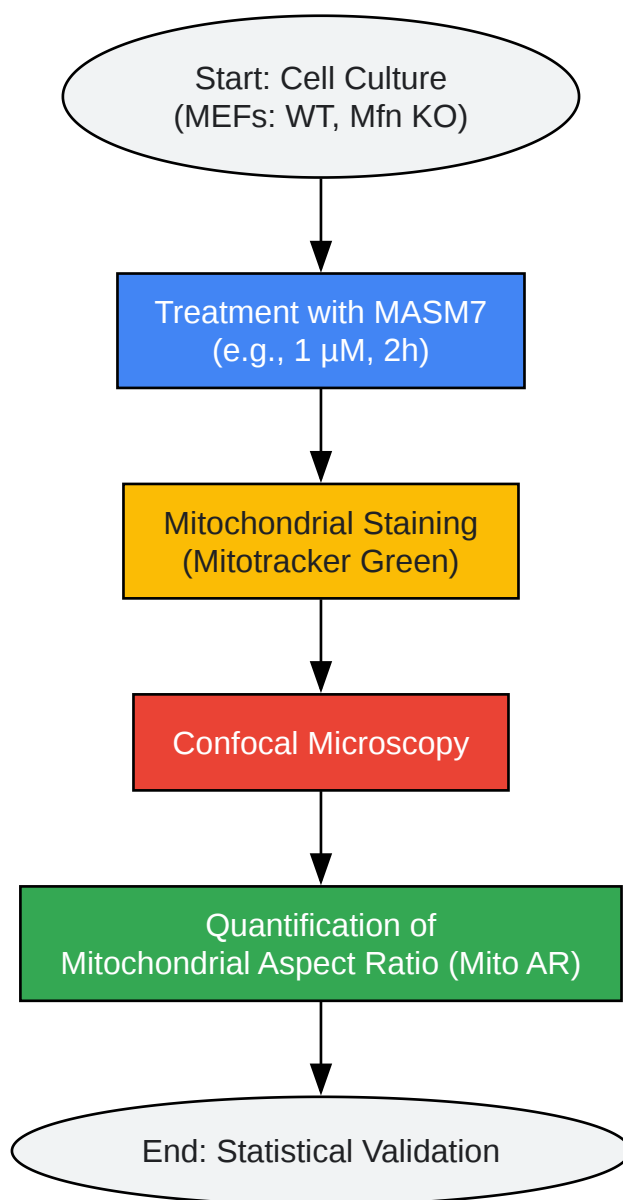 Start: Cell Culture
(MEFs: WT, Mfn KO)
Treatment with MASM7
(e.g., 1 µM, 2h)
Mitochondrial Staining
(Mitotracker Green)
Confocal Microscopy
Quantification of
Mitochondrial Aspect Ratio (Mito AR)
End: Statistical Validation